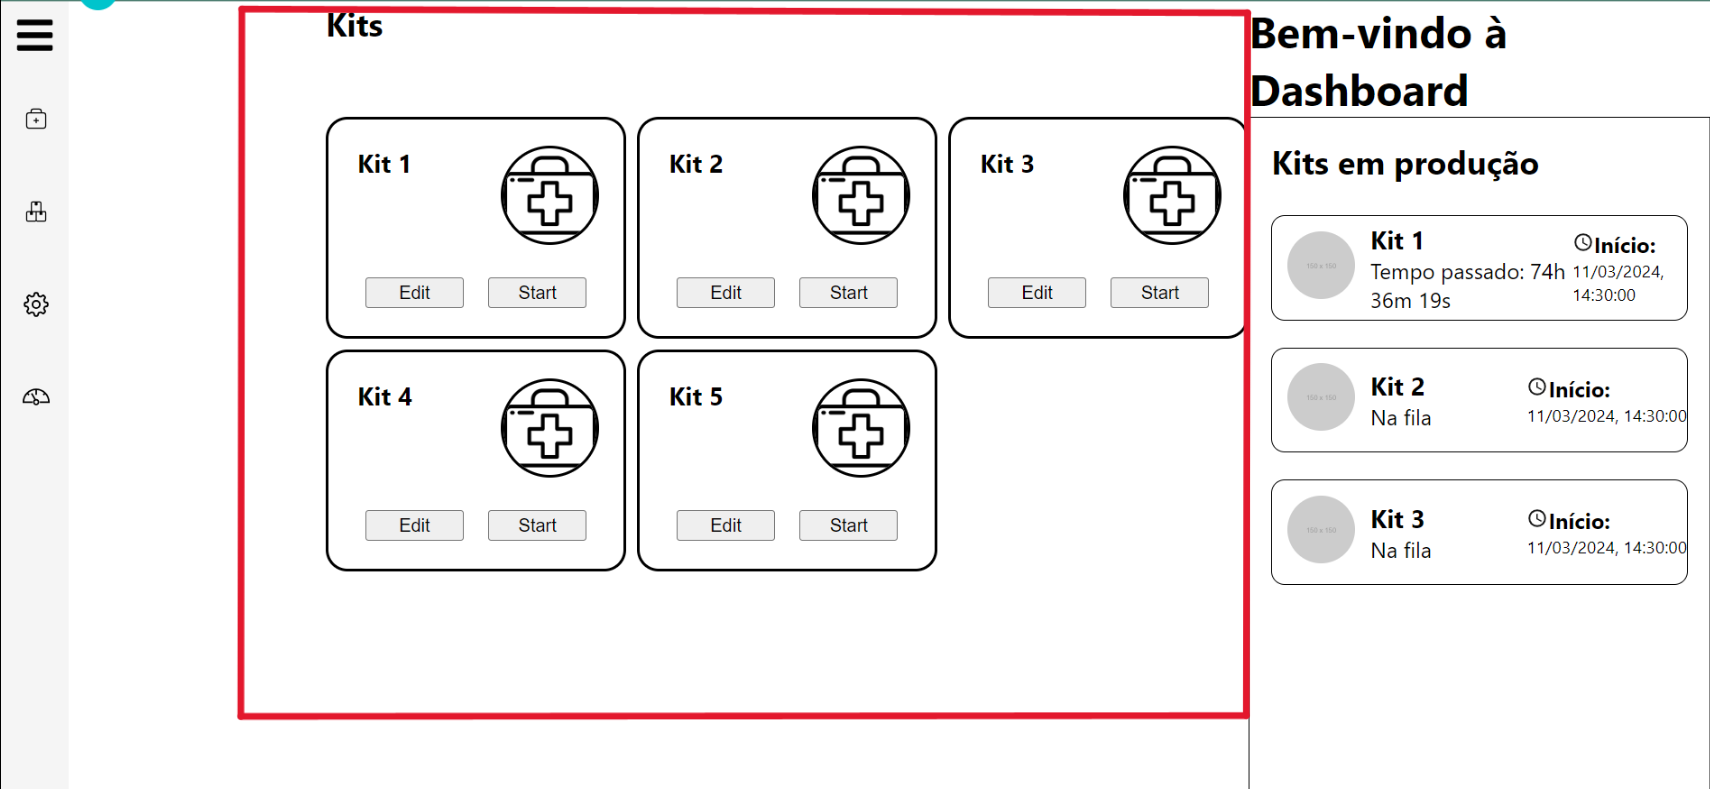 Kits
Kit 1
Edit
Start
Kit 2
Edit
Start
Kit 3
Edit
Start
Kit 4
Edit
Start
Kit 5
Edit
Start
Bem-vindo à
Dashboard
Kits em produção
150 x 150
Kit 1
Tempo passado: 74h
36m 19s
Início:
11/03/2024,
14:30:00
150 x 150
Kit 2
Na fila
Início:
11/03/2024, 14:30:00
150 x 150
Kit 3
Na fila
Início:
11/03/2024, 14:30:00